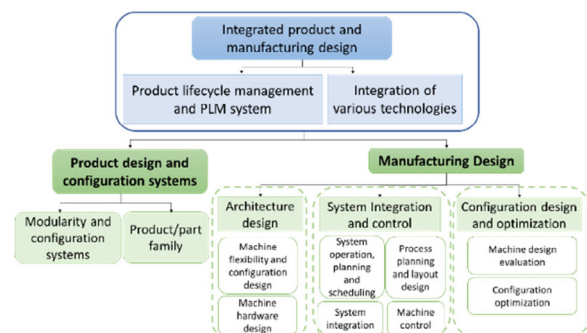 Integrated product and
manufacturing design
Product lifecycle management
and PLM system
Integration of
various technologies
Product design and
configuration systems
Manufacturing Design
Modularity and
configuration
systems
Product/part
family
Architecture
design
Machine
flexibility and
configuration
design
Machine
hardware
design
System Integration
and control
System
operation,
planning
and
scheduling
Process
planning
and layout
design
System
integration
Machine
control
Configuration design
and optimization
Machine design
evaluation
Configuration
optimization